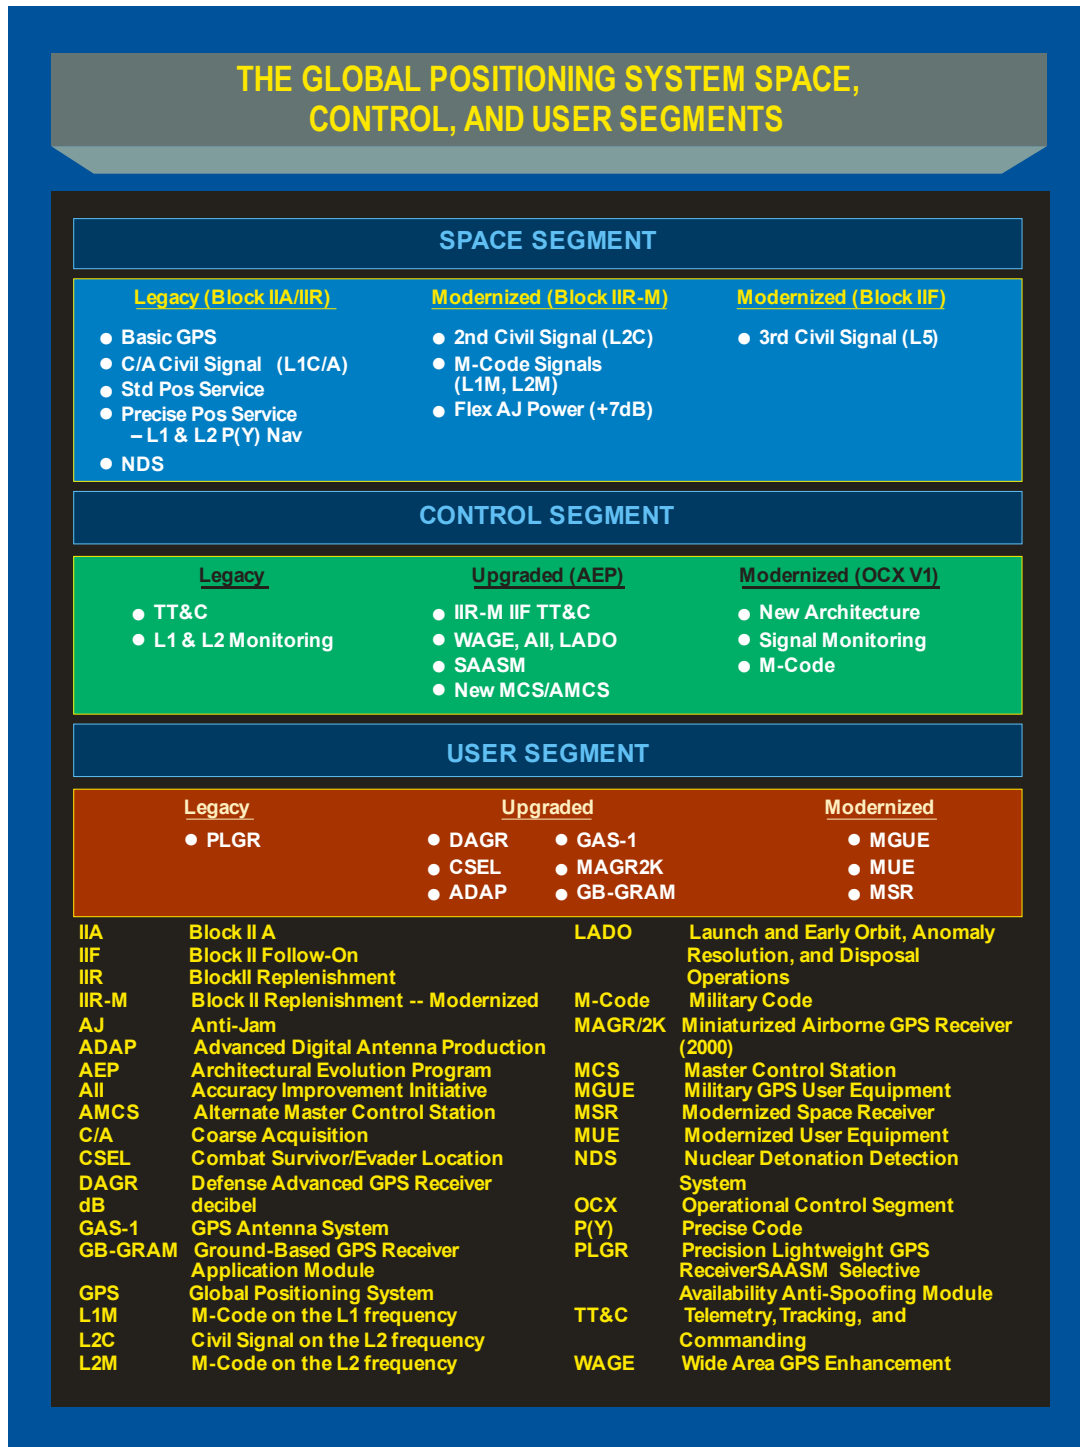 THE GLOBAL POSITIONING SYSTEM SPACE,
CONTROL, AND USER SEGMENTS
SPACE SEGMENT
Legacy (Block IIA/IIR)
● Basic GPS
● C/A Civil Signal (L1C/A)
● Std Pos Service
● Precise Pos Service
– L1 & L2 P(Y) Nav
● NDS
Modernized (Block IIR-M)
● 2nd Civil Signal (L2C)
● M-Code Signals
(L1M, L2M)
● Flex AJ Power (+7dB)
Modernized (Block IIF)
● 3rd Civil Signal (L5)
CONTROL SEGMENT
Legacy
● TT&C
● L1 & L2 Monitoring
Upgraded (AEP)
● IIR-M IIF TT&C
● WAGE, AII, LADO
● SAASM
● New MCS/AMCS
Modernized (OCX V1)
● New Architecture
● Signal Monitoring
● M-Code
USER SEGMENT
Legacy
● PLGR
Upgraded
● DAGR
● CSEL
● ADAP
● GAS-1
● MAGR2K
● GB-GRAM
Modernized
● MGUE
● MUE
● MSR
IIA Block II A
IIF Block II Follow-On
IIR BlockII Replenishment
IIR-M Block II Replenishment -- Modernized
AJ Anti-Jam
ADAP Advanced Digital Antenna Production
AEP Architectural Evolution Program
AII Accuracy Improvement Initiative
AMCS Alternate Master Control Station
C/A Coarse Acquisition
CSEL Combat Survivor/Evader Location
DAGR Defense Advanced GPS Receiver
dB decibel
GAS-1 GPS Antenna System
GB-GRAM Ground-Based GPS Receiver
Application Module
GPS Global Positioning System
L1M M-Code on the L1 frequency
L2C Civil Signal on the L2 frequency
L2M M-Code on the L2 frequency
LADO Launch and Early Orbit, Anomaly
Resolution, and Disposal
Operations
M-Code Military Code
MAGR/2K Miniaturized Airborne GPS Receiver
(2000)
MCS Master Control Station
MGUE Military GPS User Equipment
MSR Modernized Space Receiver
MUE Modernized User Equipment
NDS Nuclear Detonation Detection
System
OCX Operational Control Segment
P(Y) Precise Code
PLGR Precision Lightweight GPS
ReceiverSAASM Selective
Availability Anti-Spoofing Module
TT&C Telemetry, Tracking, and
Commanding
WAGE Wide Area GPS Enhancement